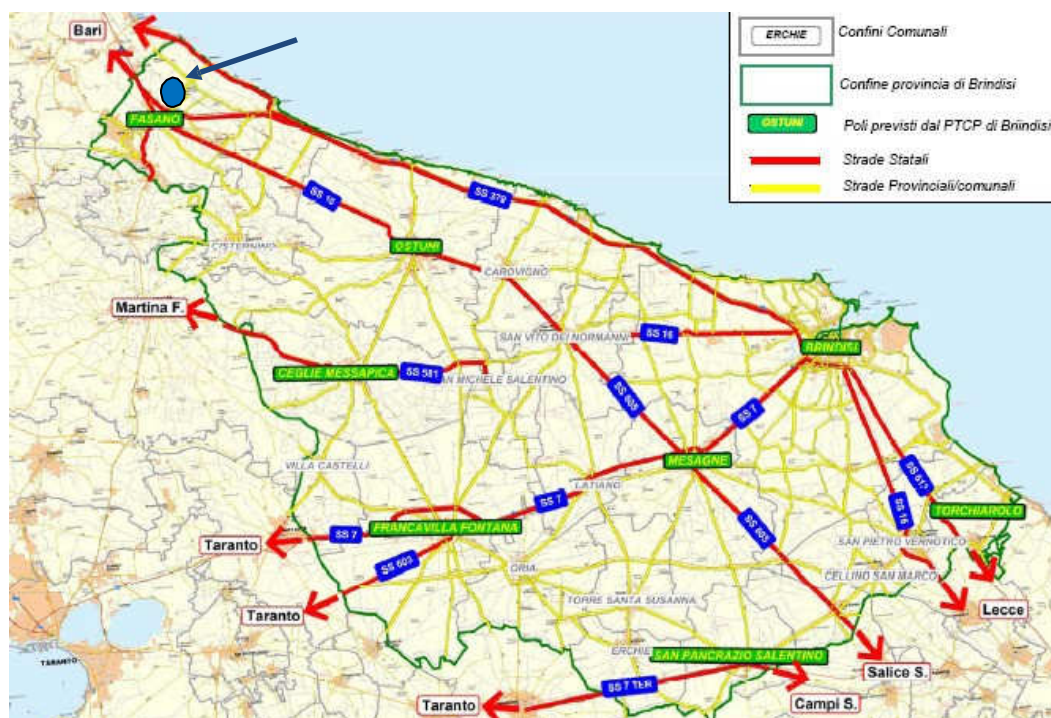 Bari
FASANO
SS 16
SS 379
OSTUNI
CISTERNINO
CAROVIGNO
Martina F.
SAN VITO DEI NORMANNI
SS 16
BRINDISI
CEGLIE MESSAPICA
SS 581
SAN MICHELE SALENTINO
SS 605
SS 7
MESAGNE
VILLA CASTELLI
LATIANO
SS 7
FRANCAVILLA FONTANA
SS 7
Taranto
SS 603
ORIA
SS 613
SS 16
TORCHIAROLO
SAN PIETRO VERNOTICO
CELLINO SAN MARCO
SS 605
TORRE SANTA SUSANNA
Taranto
Lecce
ERCHIE
SAN PANCRAZIO SALENTINO
TARANTO
Salice S.
SS 7 TER
Taranto
Campi S.
ERCHIE
Confini Comunali
Confine provincia di Brindisi
OSTUNI
Poli previsti dal PTCP di Briindisi
Strade Statali
Strade Provinciali/comunali